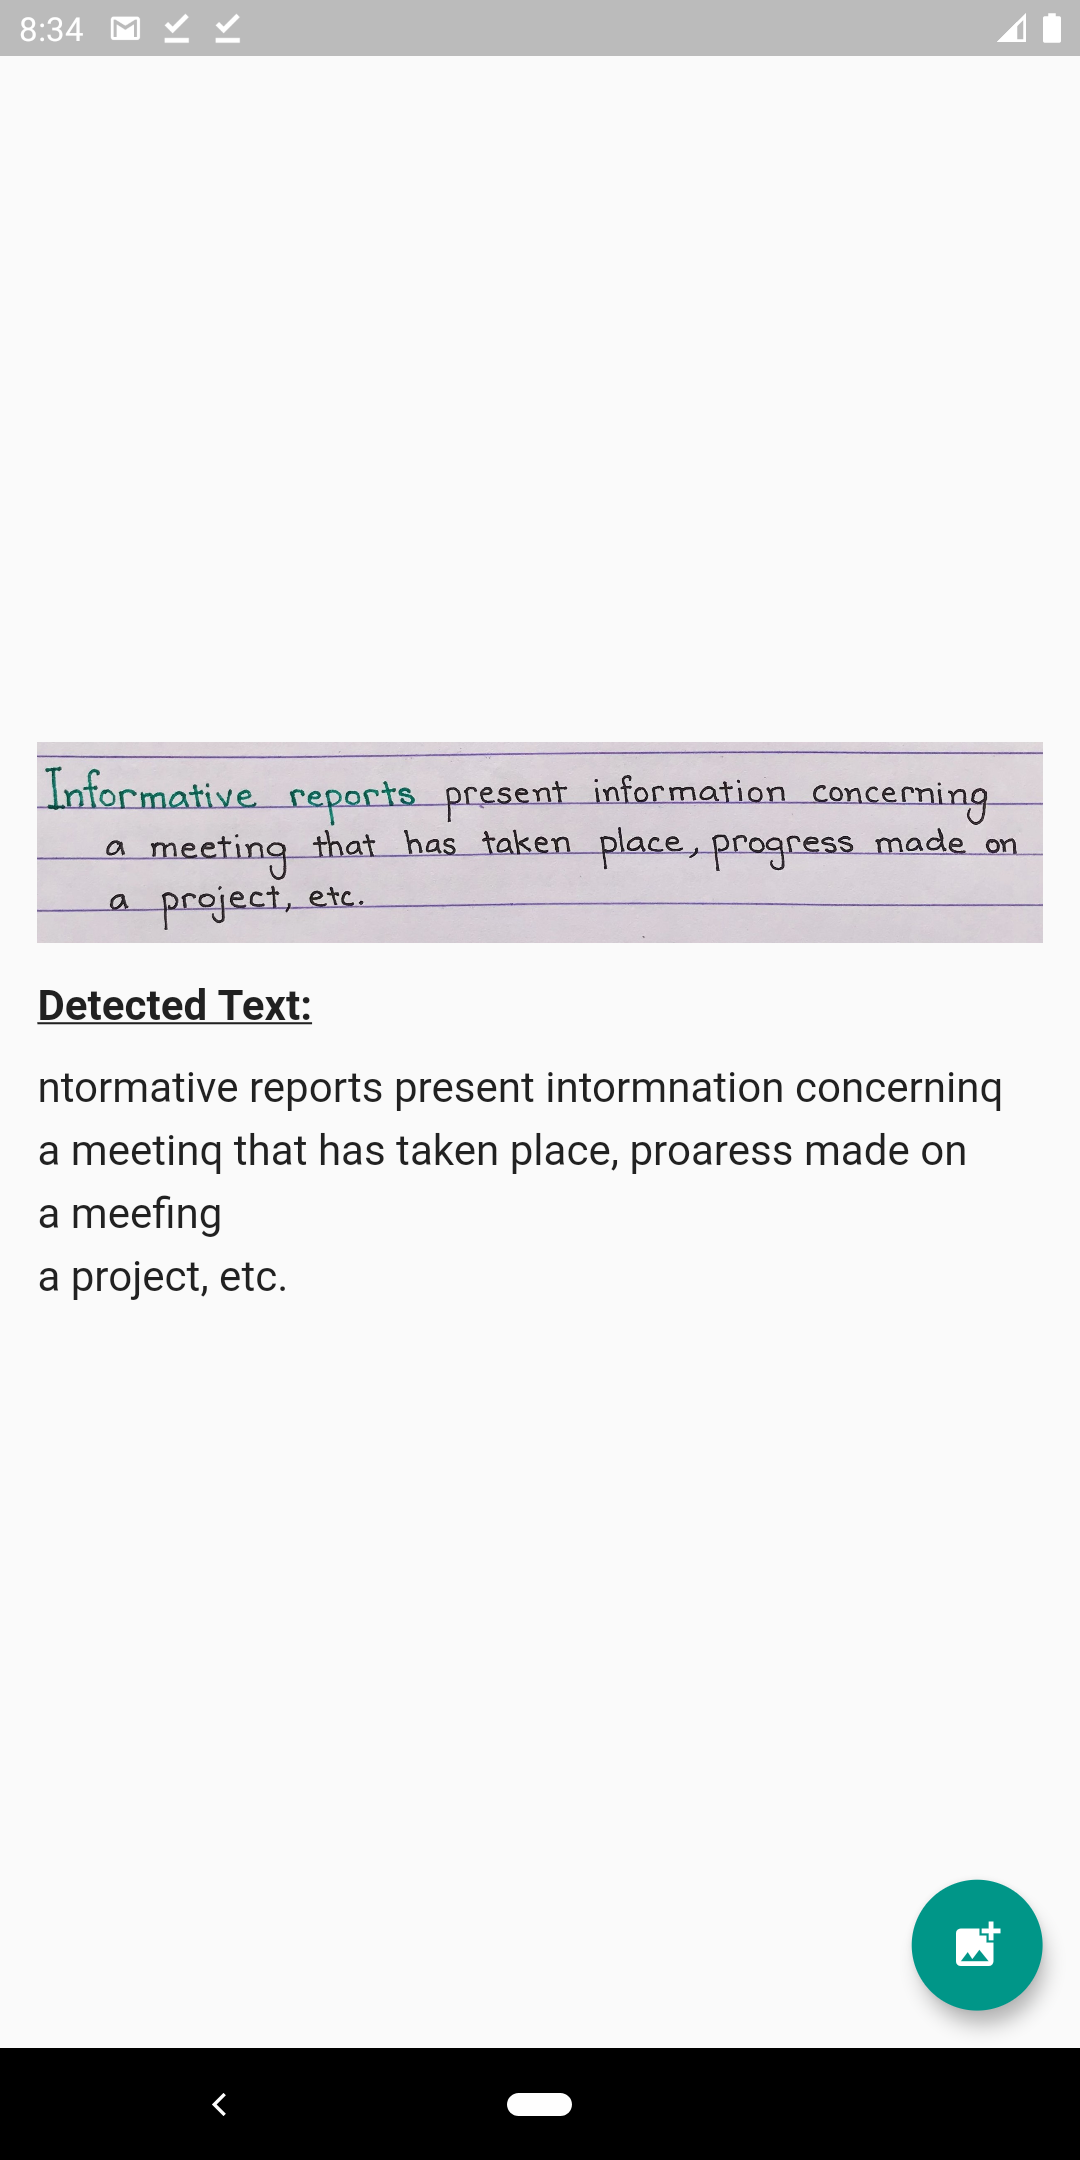 8:34
Informative reports present information concerning
a meeting that has taken place, progress made on
a project, etc.
Detected Text:
ntormative reports present intormnation concerninq
a meetinq that has taken place, proaress made on
a meefing
a project, etc.